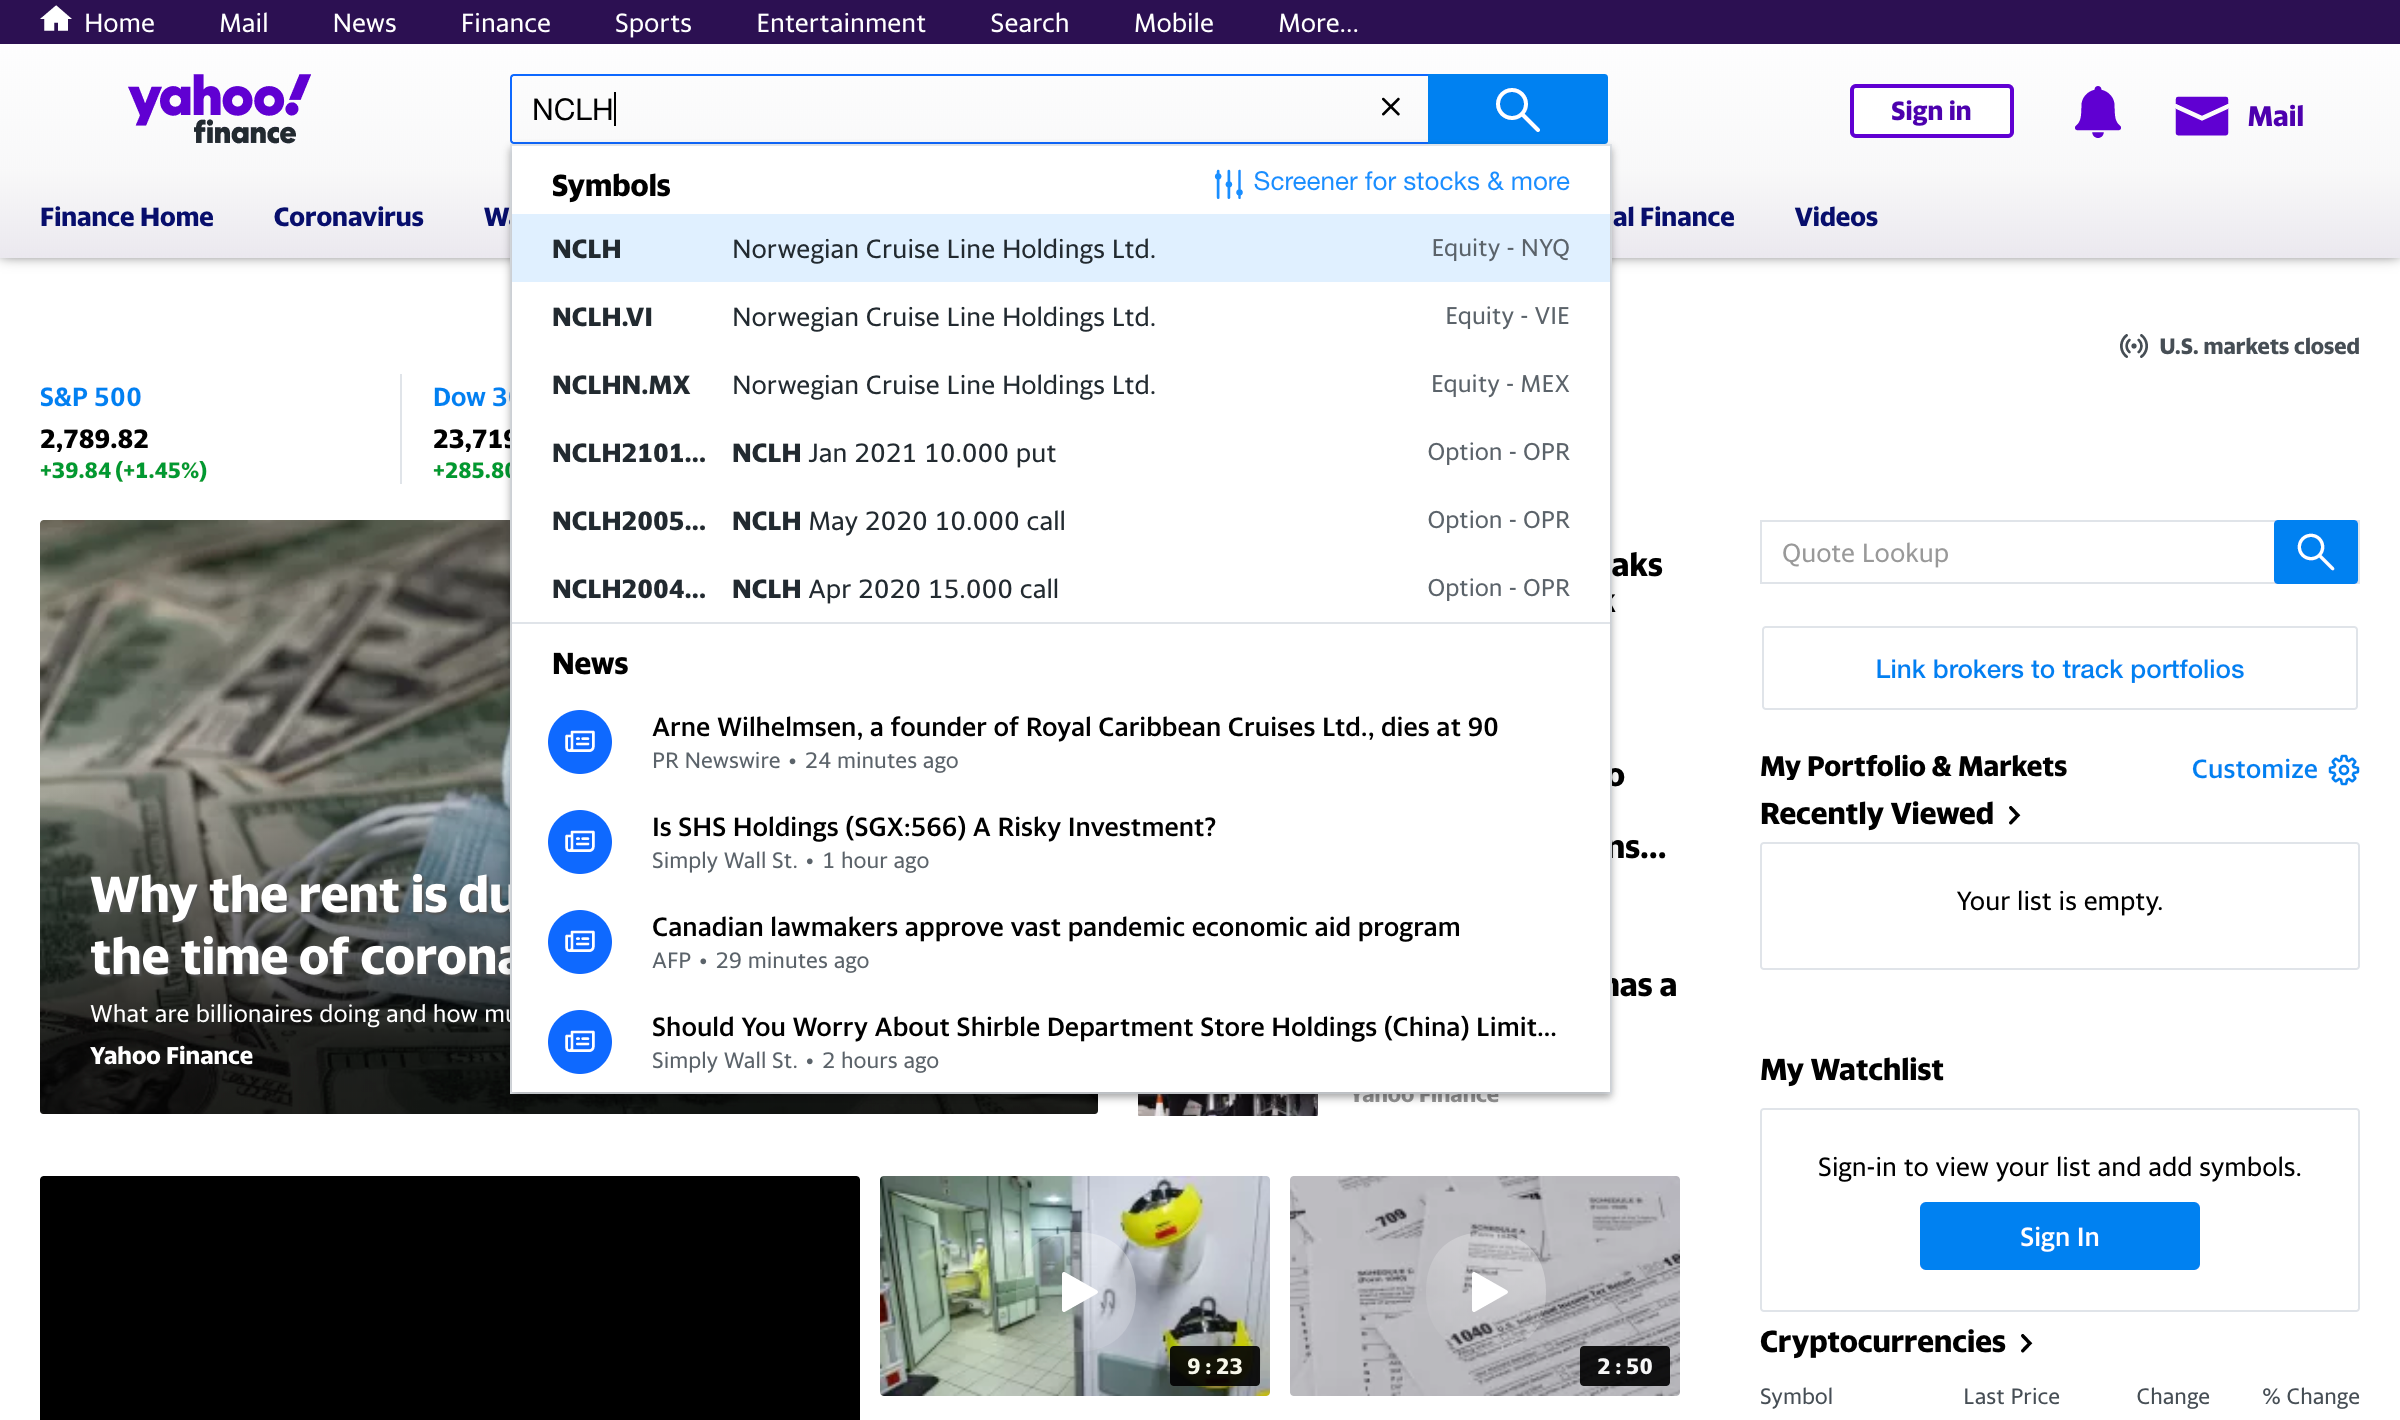 Home Mail News Finance Sports Entertainment Search Mobile More...
yahoo!
finance
NCLH
Sign in
Mail
Finance Home Coronavirus
al Finance Videos
Symbols
Screener for stocks & more
NCLH Norwegian Cruise Line Holdings Ltd. Equity - NYQ
NCLH.VI Norwegian Cruise Line Holdings Ltd. Equity - VIE
NCLHN.MX Norwegian Cruise Line Holdings Ltd. Equity - MEX
NCLH2101... NCLH Jan 2021 10.000 put Option - OPR
NCLH2005... NCLH May 2020 10.000 call Option - OPR
NCLH2004... NCLH Apr 2020 15.000 call Option - OPR
News
Arne Wilhelmsen, a founder of Royal Caribbean Cruises Ltd., dies at 90
PR Newswire • 24 minutes ago
Is SHS Holdings (SGX:566) A Risky Investment?
Simply Wall St. • 1 hour ago
Canadian lawmakers approve vast pandemic economic aid program
AFP • 29 minutes ago
Should You Worry About Shirble Department Store Holdings (China) Limit...
Simply Wall St. • 2 hours ago
U.S. markets closed
S&P 500
2,789.82
+39.84 (+1.45%)
Dow 3
23,719
+285.80
Why the rent is du
the time of corona
What are billionaires doing and how mu
Yahoo Finance
aks
ns...
has a
Yahoo Finance
Quote Lookup
Link brokers to track portfolios
My Portfolio & Markets
Customize
Recently Viewed >
Your list is empty.
My Watchlist
Sign-in to view your list and add symbols.
Sign In
Cryptocurrencies >
Symbol Last Price Change % Change
9:23
709
1040
2:50